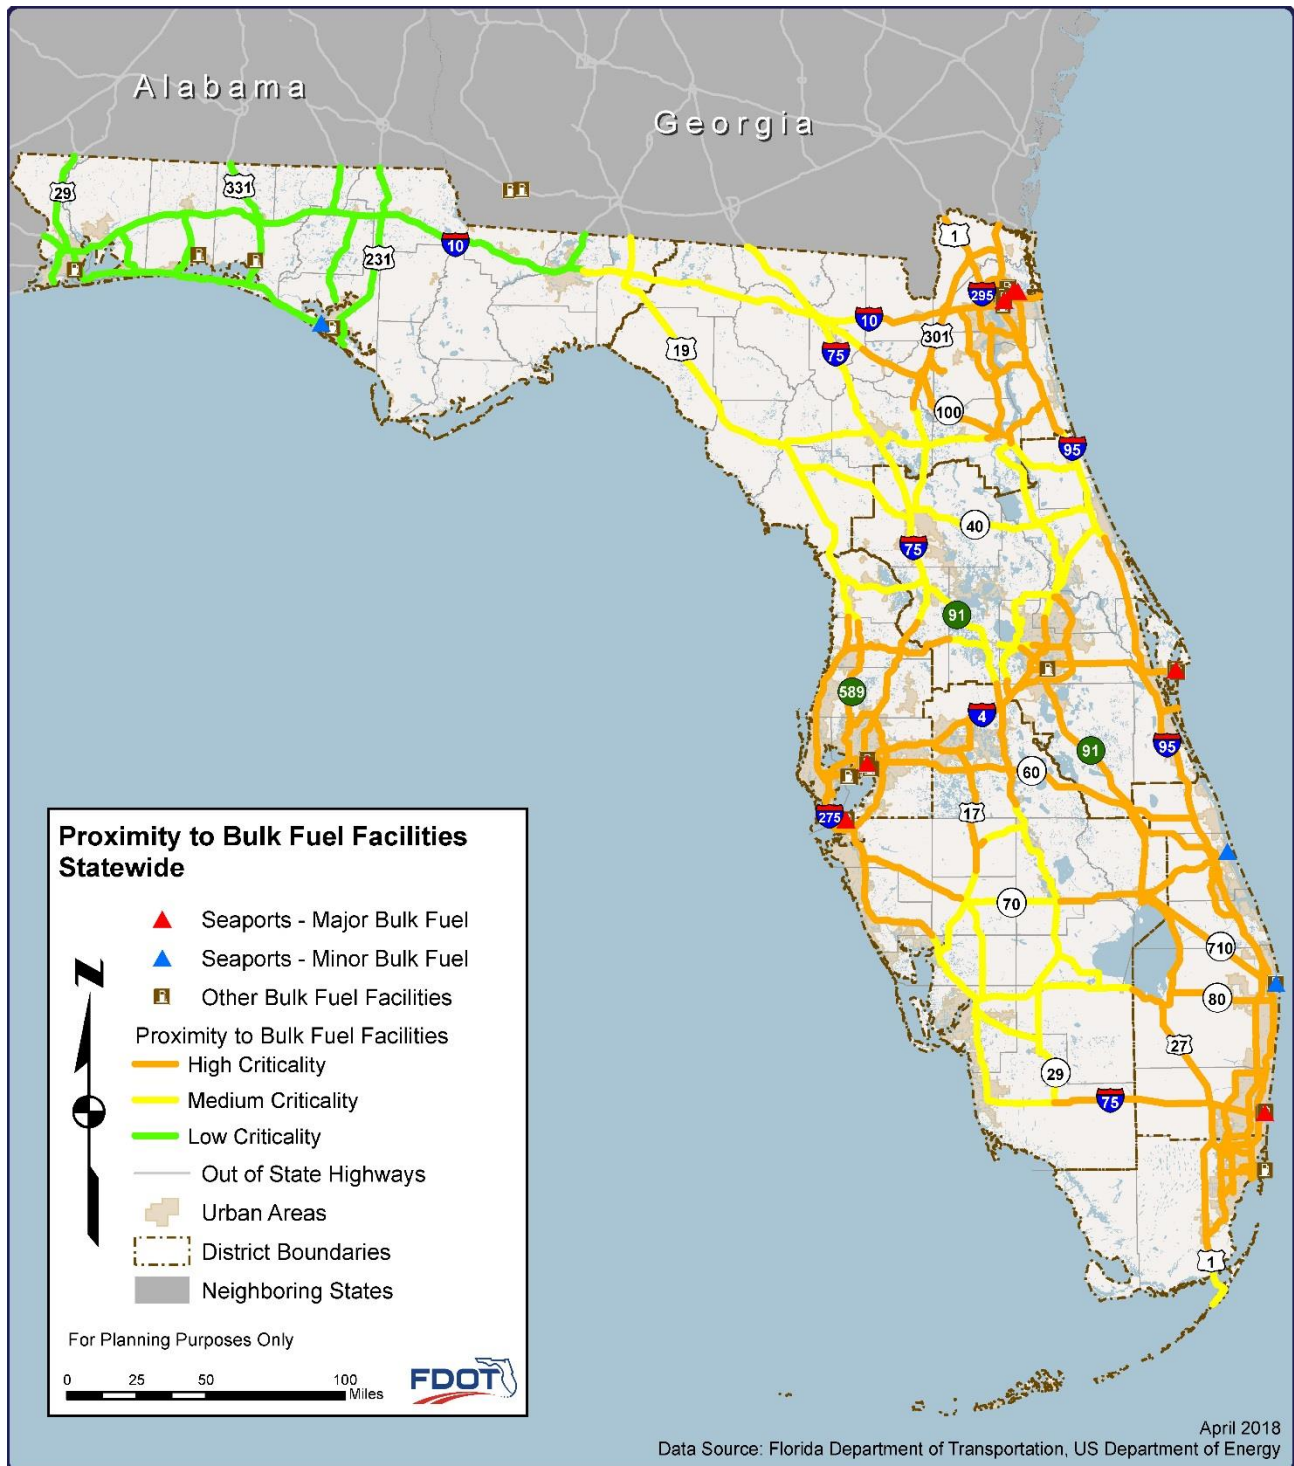 Alabama
Georgia
29
331
231
10
1
295
10
301
19
75
100
95
40
75
91
589
4
95
91
60
275
17
70
710
80
27
29
75
1
Proximity to Bulk Fuel Facilities
Statewide
Seaports - Major Bulk Fuel
Seaports - Minor Bulk Fuel
Other Bulk Fuel Facilities
Proximity to Bulk Fuel Facilities
High Criticality
Medium Criticality
Low Criticality
Out of State Highways
Urban Areas
District Boundaries
Neighboring States
N
For Planning Purposes Only
0 25 50 100
Miles
FDOT
April 2018
Data Source: Florida Department of Transportation, US Department of Energy